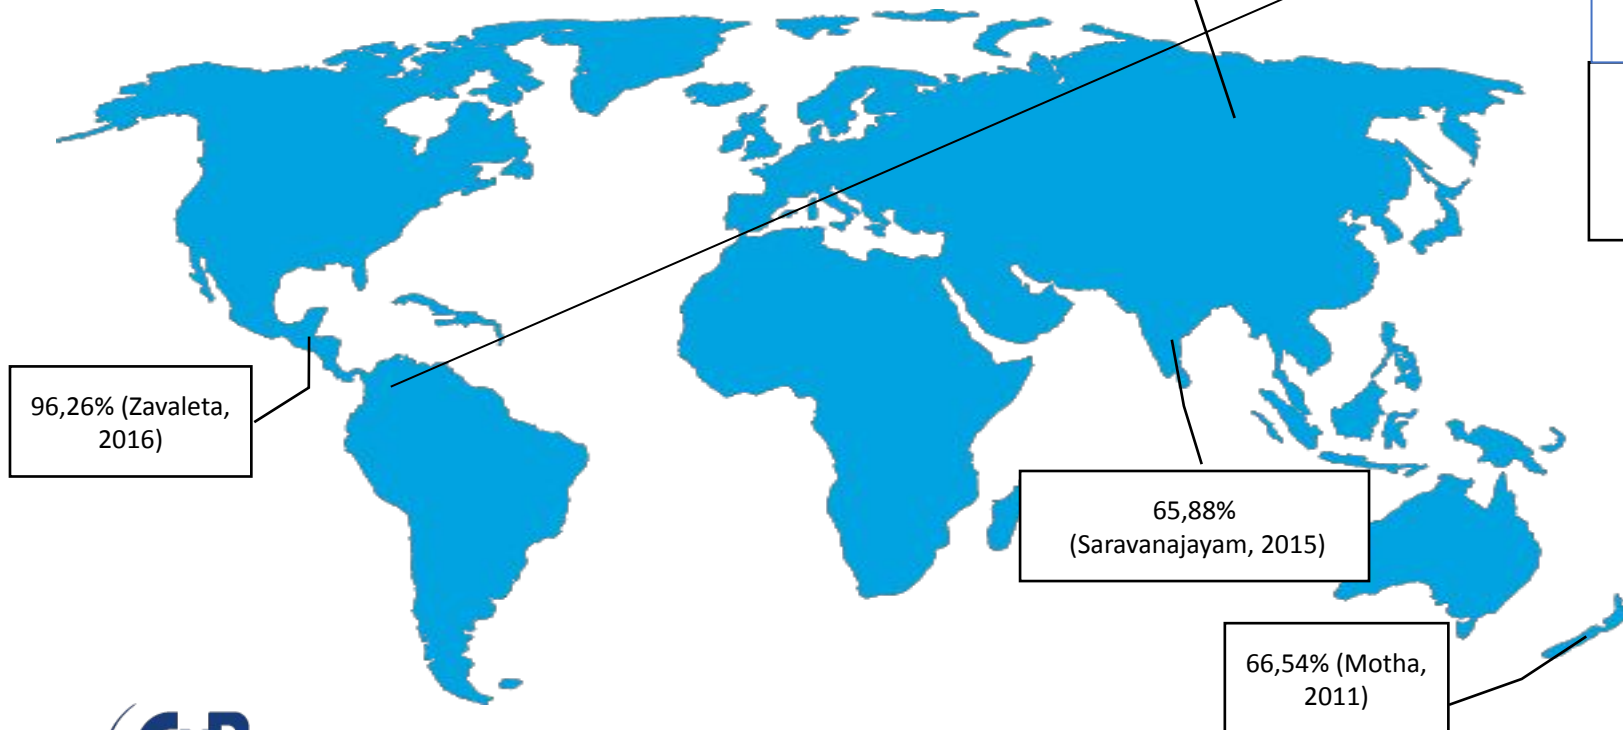 96,26% (Zavaleta,
2016)
65,88%
(Saravanajayam, 2015)
66,54% (Motha,
2011)